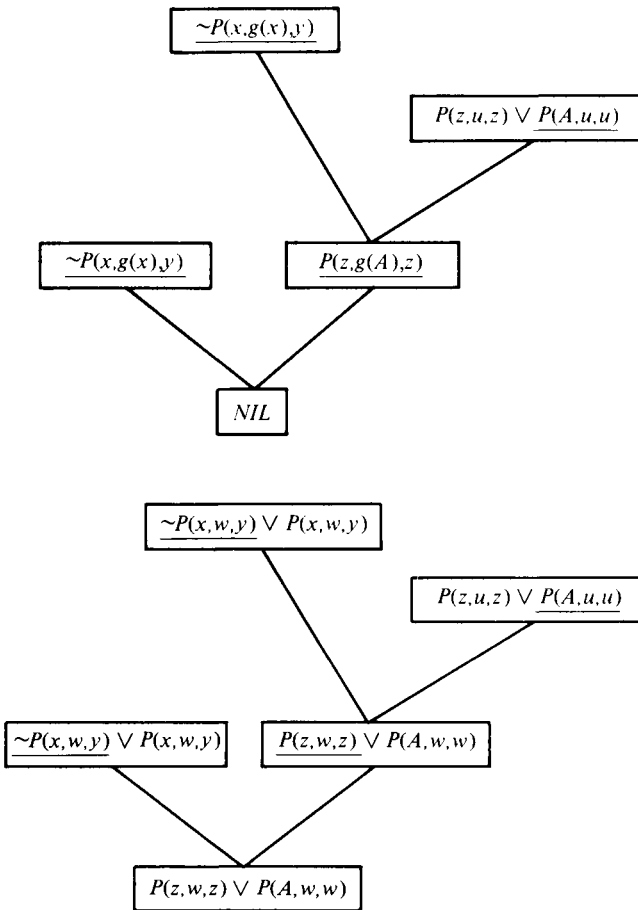 ~P(x,g(x),y)
P(z,u,z) ∨ P(A,u,u)
~P(x,g(x),y)
P(z,g(A),z)
NIL
~P(x,w,y) ∨ P(x,w,y)
P(z,u,z) ∨ P(A,u,u)
~P(x,w,y) ∨ P(x,w,y)
P(z,w,z) ∨ P(A,w,w)
P(z,w,z) ∨ P(A,w,w)